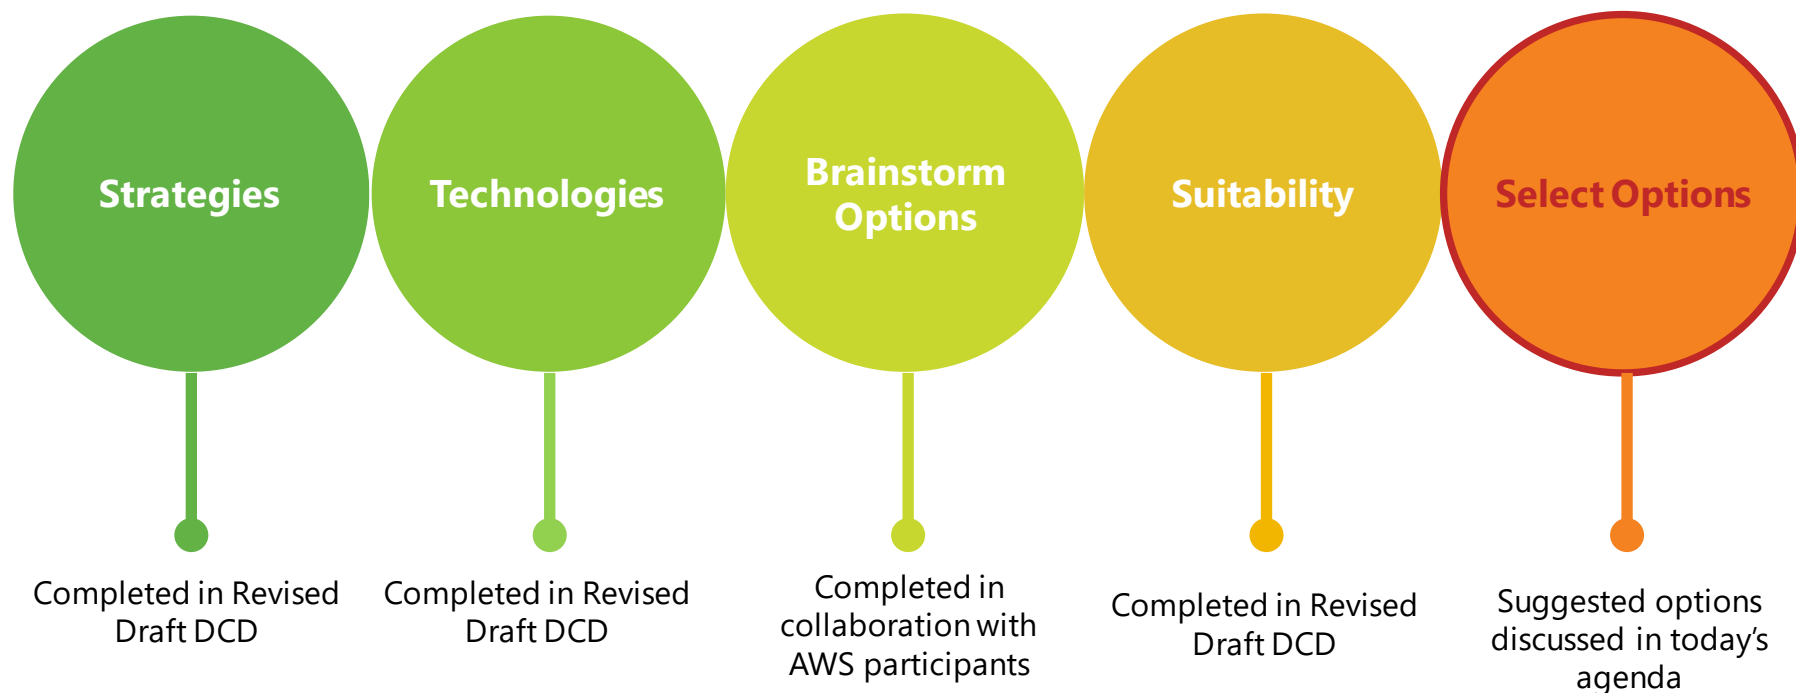 Strategies
Technologies
Brainstorm
Options
Suitability
Select Options
Completed in Revised
Draft DCD
Completed in Revised
Draft DCD
Completed in
collaboration with
AWS participants
Completed in Revised
Draft DCD
Suggested options
discussed in today’s
agenda